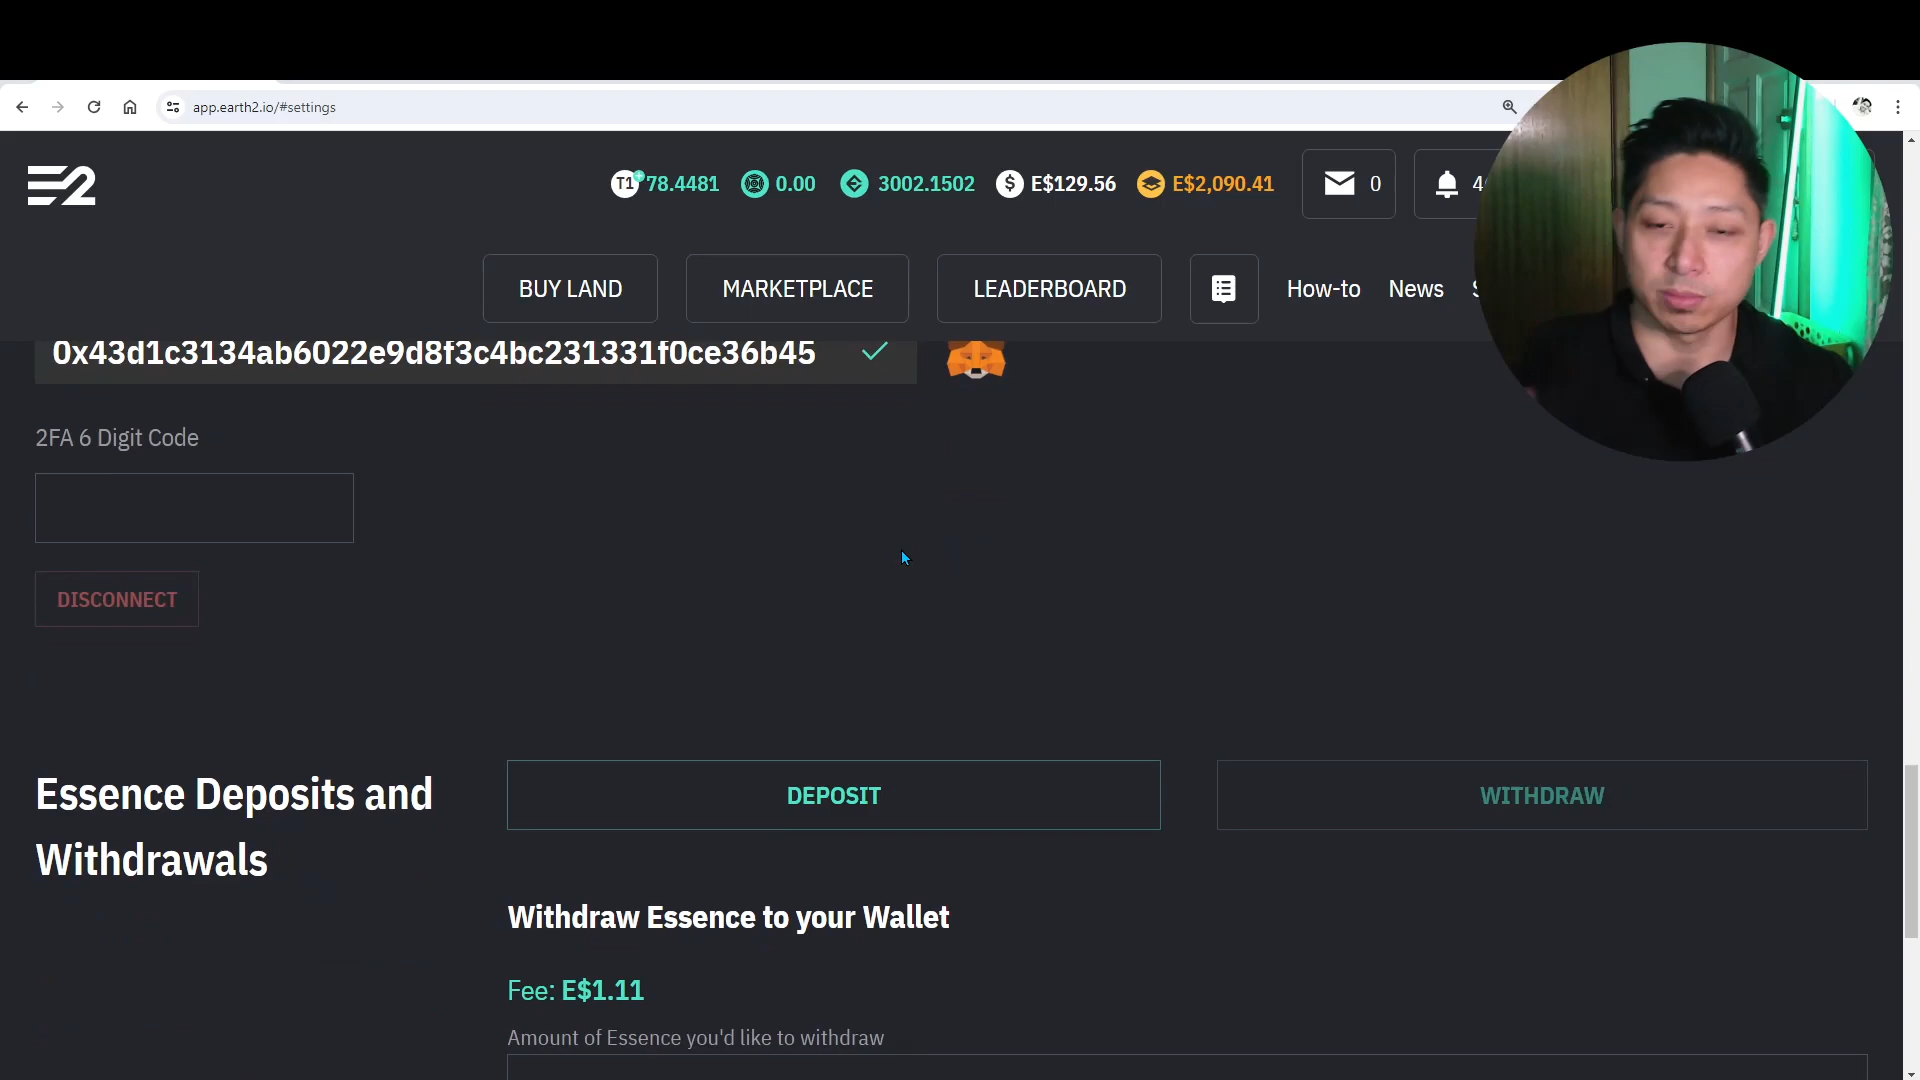 app.earth2.io/#settings
E2
T1 78.4481 0.00 3002.1502 $ E$129.56 E$2,090.41 0
BUY LAND MARKETPLACE LEADERBOARD How-to News
0x43d1c3134ab6022e9d8f3c4bc231331f0ce36b45
2FA 6 Digit Code
DISCONNECT
Essence Deposits and
Withdrawals
DEPOSIT WITHDRAW
Withdraw Essence to your Wallet
Fee: E$1.11
Amount of Essence you'd like to withdraw